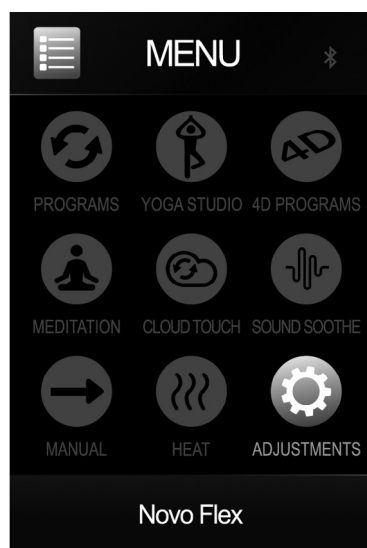 MENU
PROGRAMS YOGA STUDIO 4D PROGRAMS
MEDITATION CLOUD TOUCH SOUND SOOTHE
MANUAL HEAT ADJUSTMENTS
Novo Flex